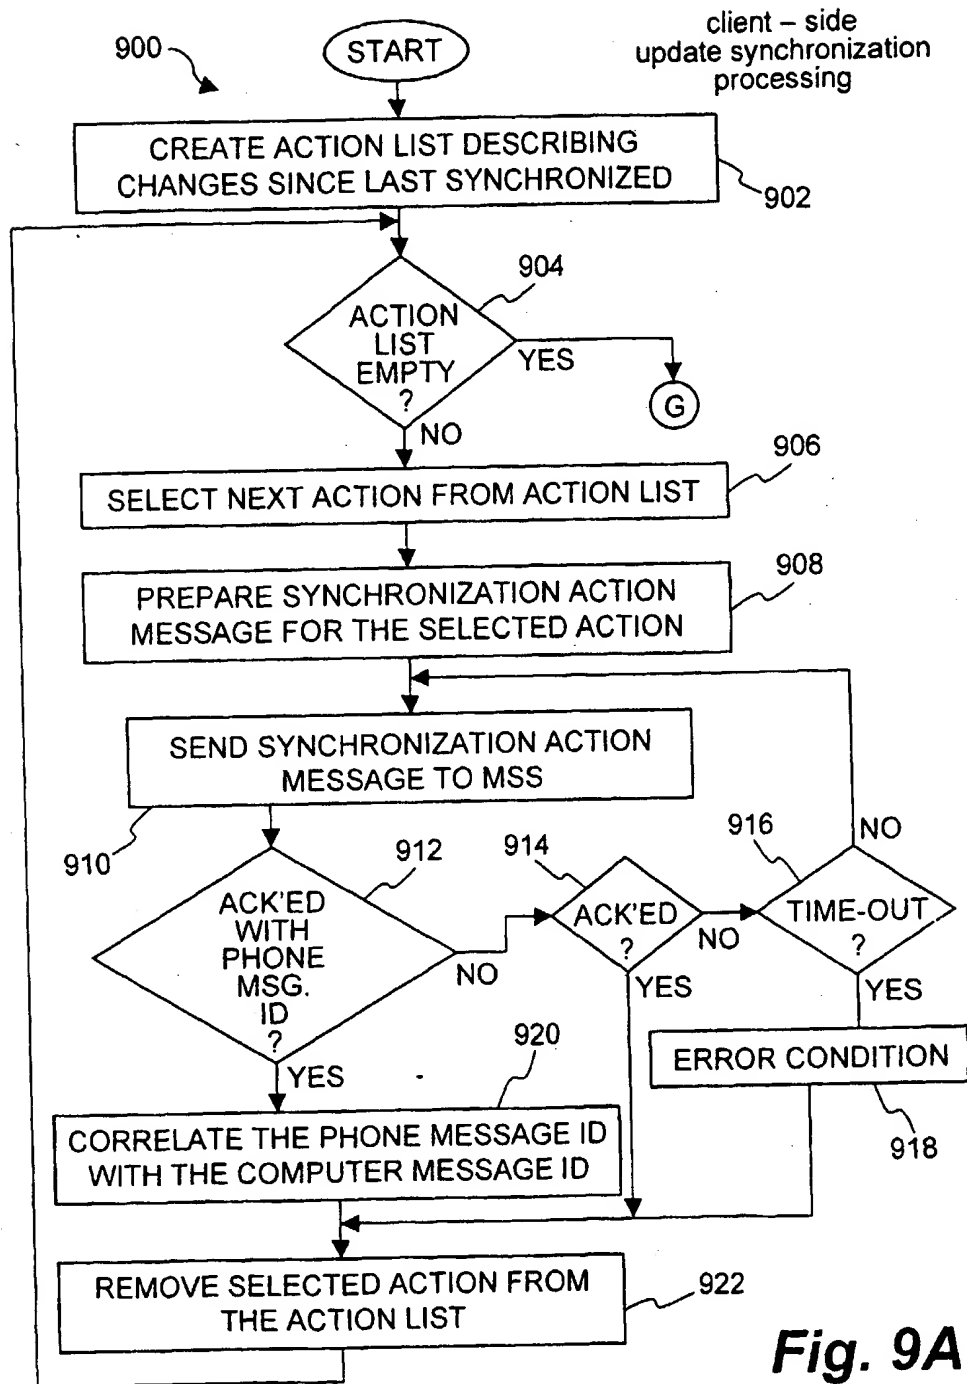 900
START
client – side
update synchronization
processing
CREATE ACTION LIST DESCRIBING
CHANGES SINCE LAST SYNCHRONIZED
902
904
ACTION
LIST
EMPTY
?
YES
G
NO
906
SELECT NEXT ACTION FROM ACTION LIST
908
PREPARE SYNCHRONIZATION ACTION
MESSAGE FOR THE SELECTED ACTION
SEND SYNCHRONIZATION ACTION
MESSAGE TO MSS
910
912
ACK'ED
WITH
PHONE
MSG.
ID
?
NO
YES
914
ACK'ED
?
NO
YES
916
NO
TIME-OUT
?
YES
ERROR CONDITION
918
920
CORRELATE THE PHONE MESSAGE ID
WITH THE COMPUTER MESSAGE ID
REMOVE SELECTED ACTION FROM
THE ACTION LIST
922
Fig. 9A